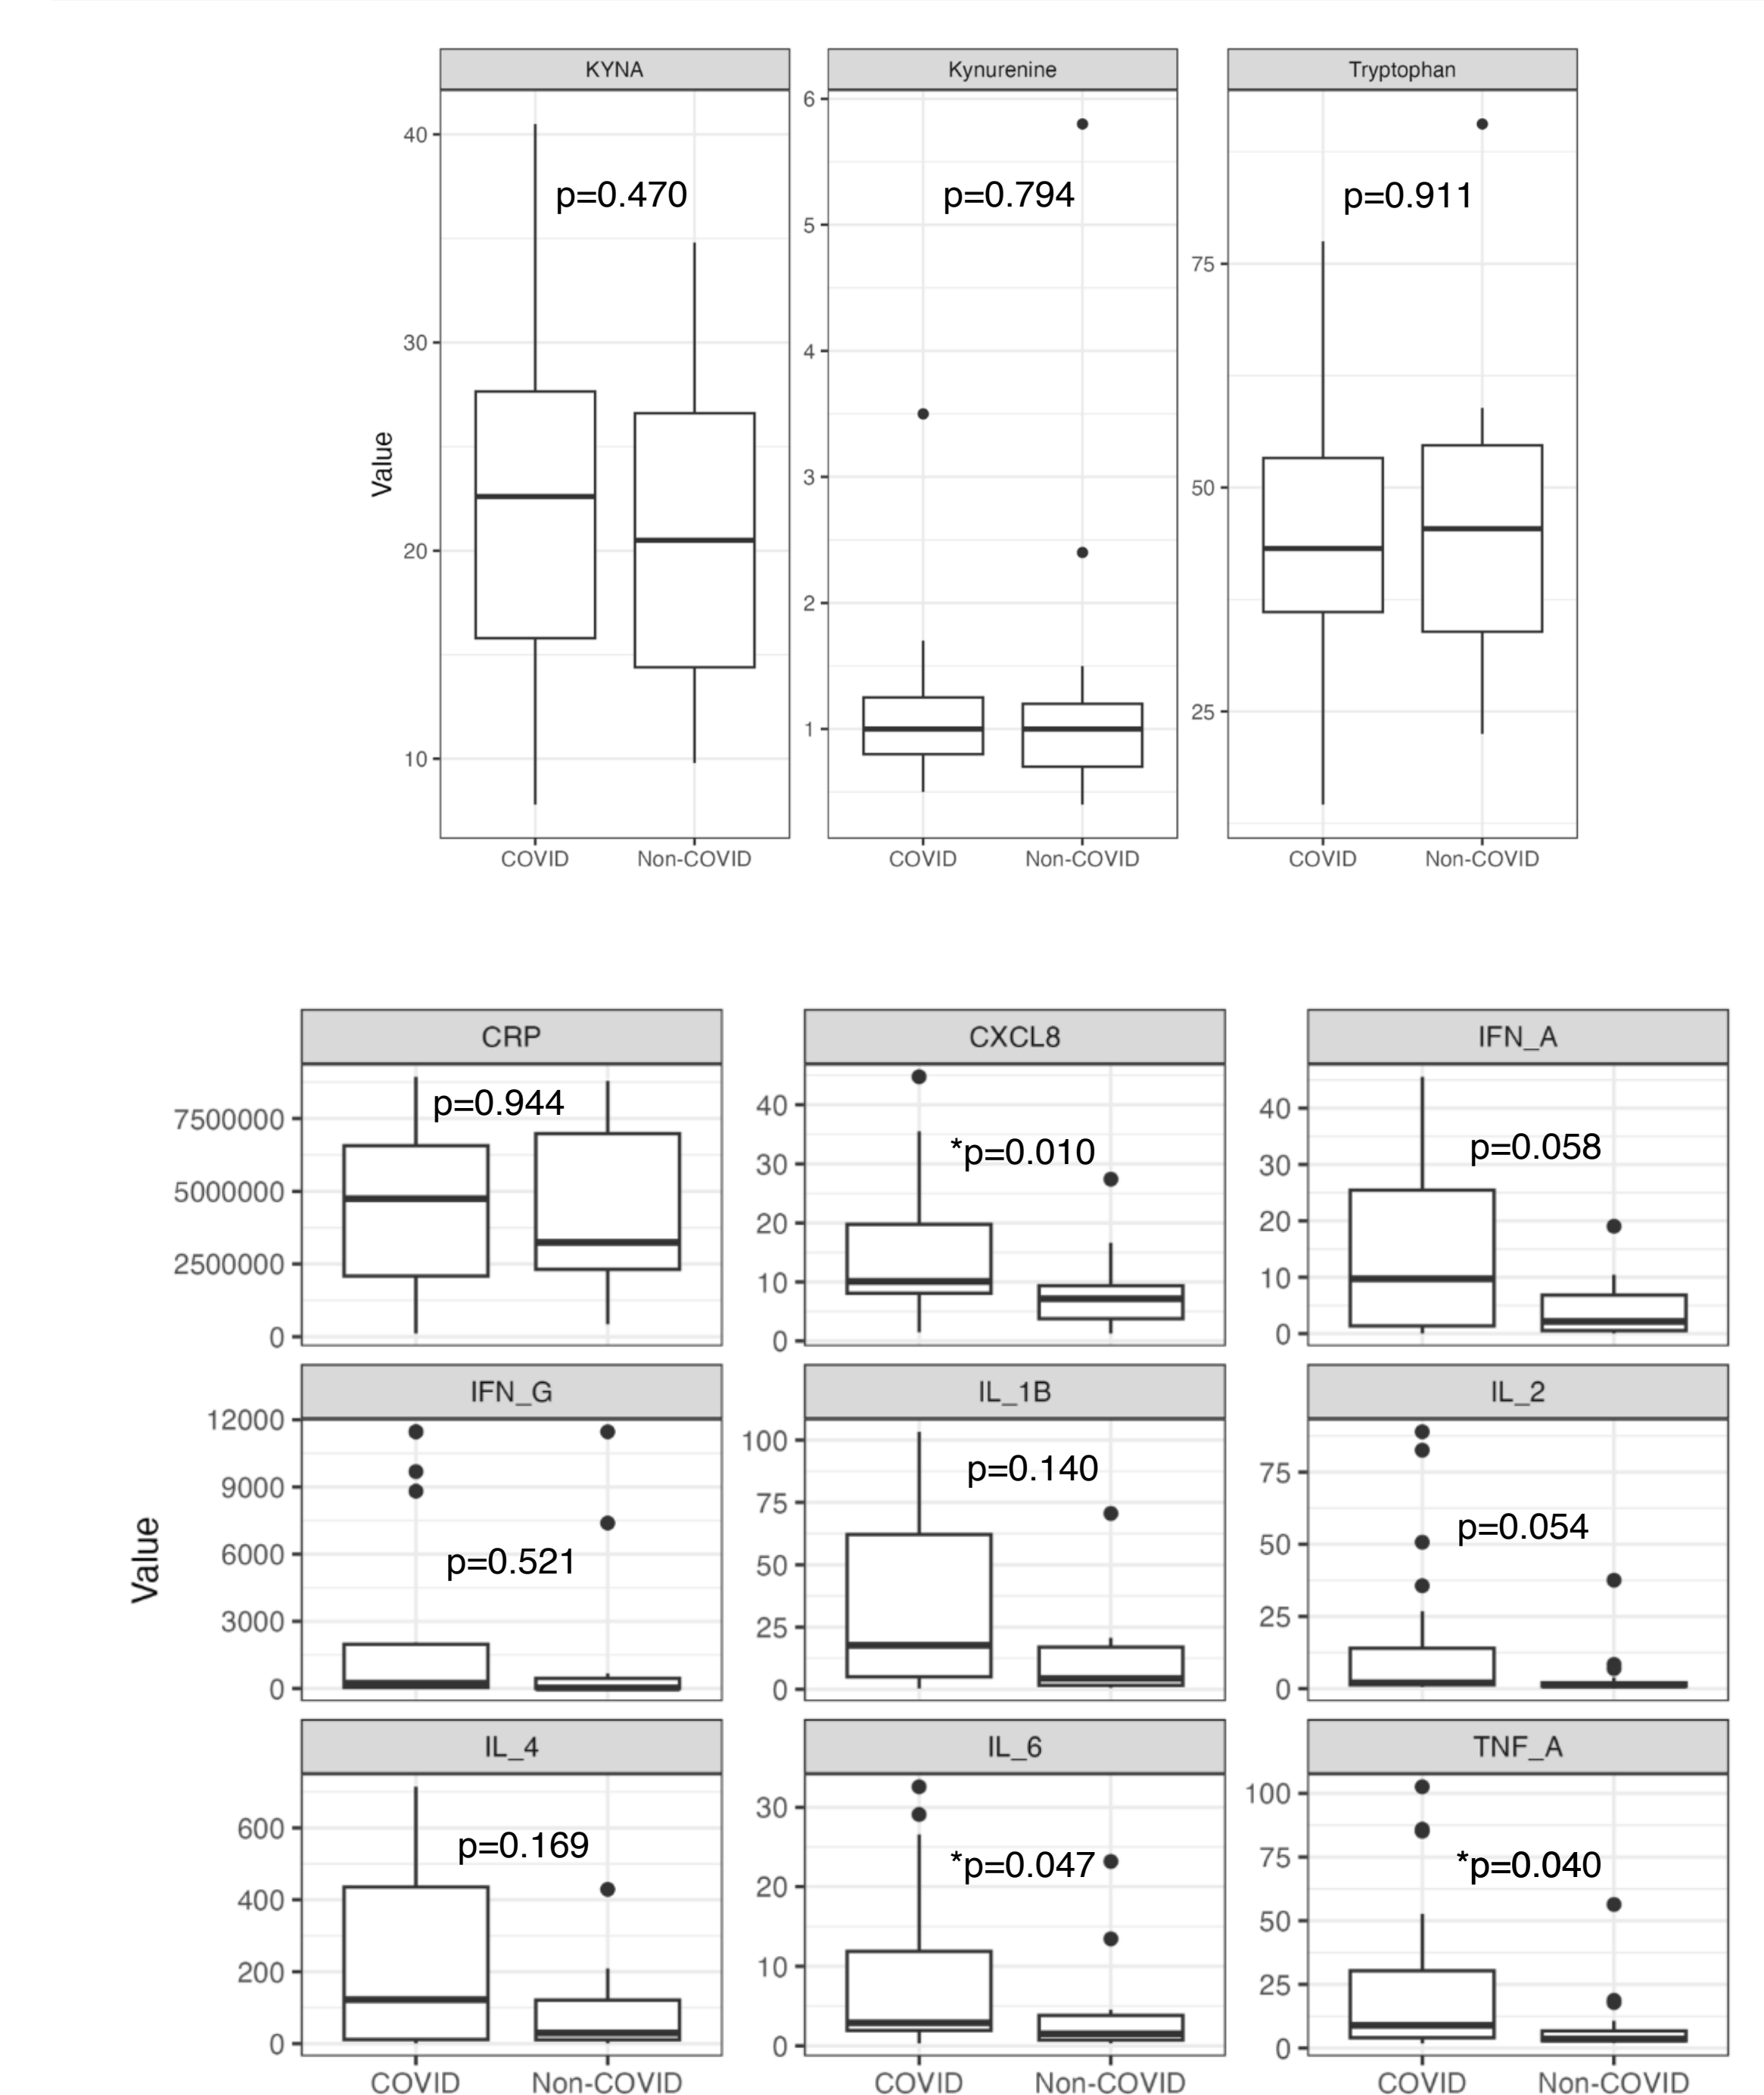 KYNA
Kynurenine
Tryptophan
Value
40
30
20
10
p=0.470
COVID
Non-COVID
6
5
4
3
2
1
p=0.794
COVID
Non-COVID
75
50
25
p=0.911
COVID
Non-COVID
Value
CRP
7500000
5000000
2500000
0
p=0.944
CXCL8
40
30
20
10
0
*p=0.010
IFN_A
40
30
20
10
0
p=0.058
IFN_G
12000
9000
6000
3000
0
p=0.521
IL_1B
100
75
50
25
0
p=0.140
IL_2
75
50
25
0
p=0.054
IL_4
600
400
200
0
p=0.169
COVID
Non-COVID
IL_6
30
20
10
0
*p=0.047
COVID
Non-COVID
TNF_A
100
75
50
25
0
*p=0.040
COVID
Non-COVID